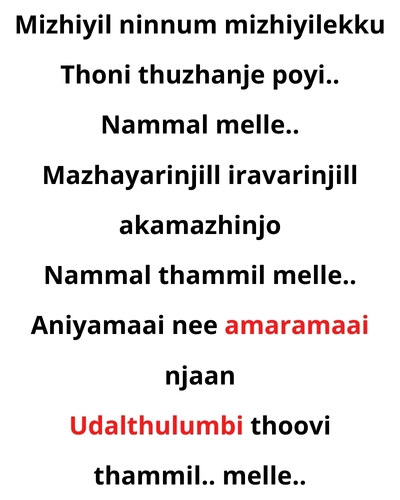 Mizhiyil ninnum mizhiyilekku
Thoni thuzhanje poyi..
Nammal melle..
Mazhayarinjill iravarinjill
akamazhinjo
Nammal thammil melle..
Aniyamaai nee amaramaai
njaan
Udalthulumbi thoovi
thammil.. melle..